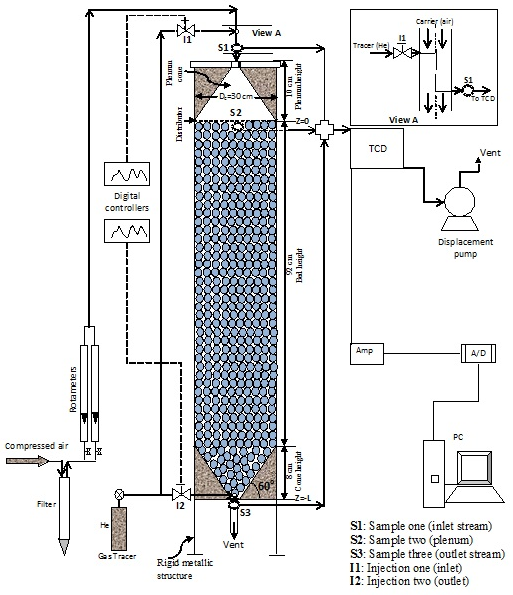 View A
I1
S1
Plenum
cone
10 cm
Plenum height
Dc=30 cm
Distributor
S2
Z=0
Carrier (air)
Tracer (He)
I1
S1
To TCD
View A
TCD
Vent
Displacement
pump
Digital
controllers
92 cm
Bed height
Rotameters
Amp
A/D
PC
Compressed air
Filter
He
Gas Tracer
I2
8 cm
Cone height
60°
Z=-L
S3
Vent
Rigid metallic
structure
S1: Sample one (inlet stream)
S2: Sample two (plenum)
S3: Sample three (outlet stream)
I1: Injection one (inlet)
I2: Injection two (outlet)